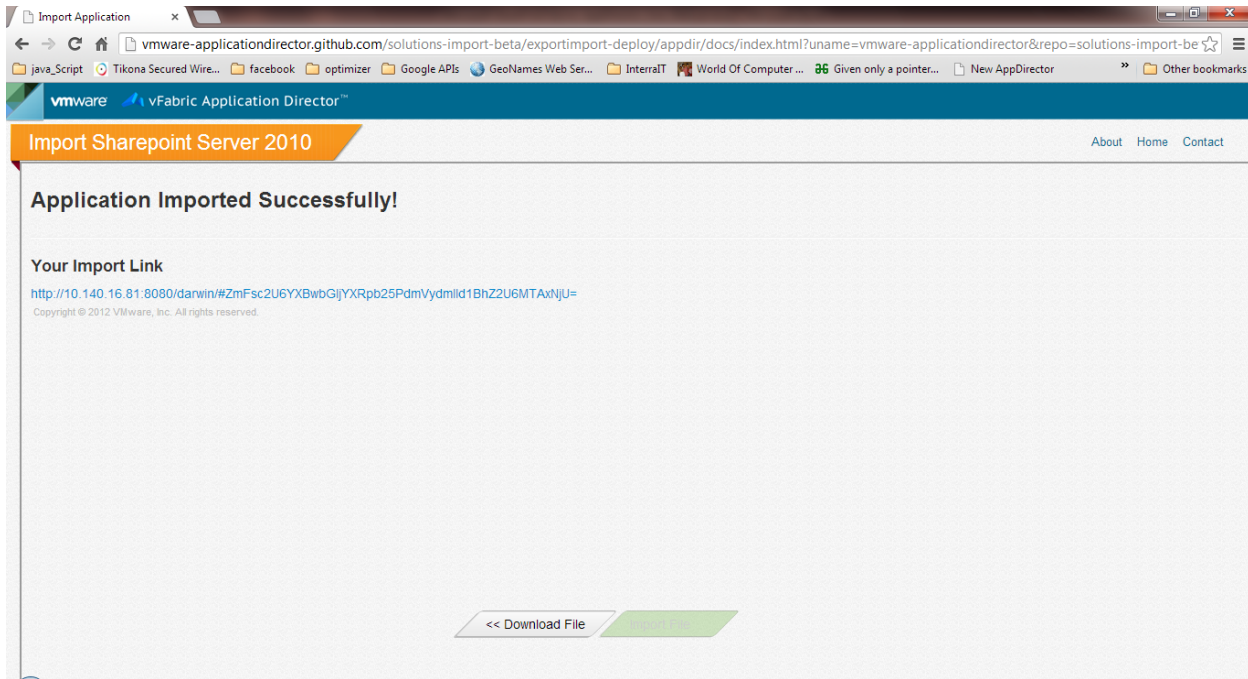 Import Application
vmware-applicationdirector.github.com/solutions-import-beta/exportimport-deploy/appdir/docs/index.html?uname=vmware-applicationdirector&repo=solutions-import-be
java_Script Tikona Secured Wire... facebook optimizer Google APIs GeoNames Web Ser... InterraIT World Of Computer ... Given only a pointer... New AppDirector » Other bookmarks
vmware vFabric Application Director™
Import Sharepoint Server 2010
About Home Contact
Application Imported Successfully!
Your Import Link
http://10.140.16.81:8080/darwin/#ZmFsc2U6YXBwbGljYXRpb25PdmVydmlld1BhZ2U6MTAxNjU=
Copyright © 2012 VMware, Inc. All rights reserved.
<< Download File Import File